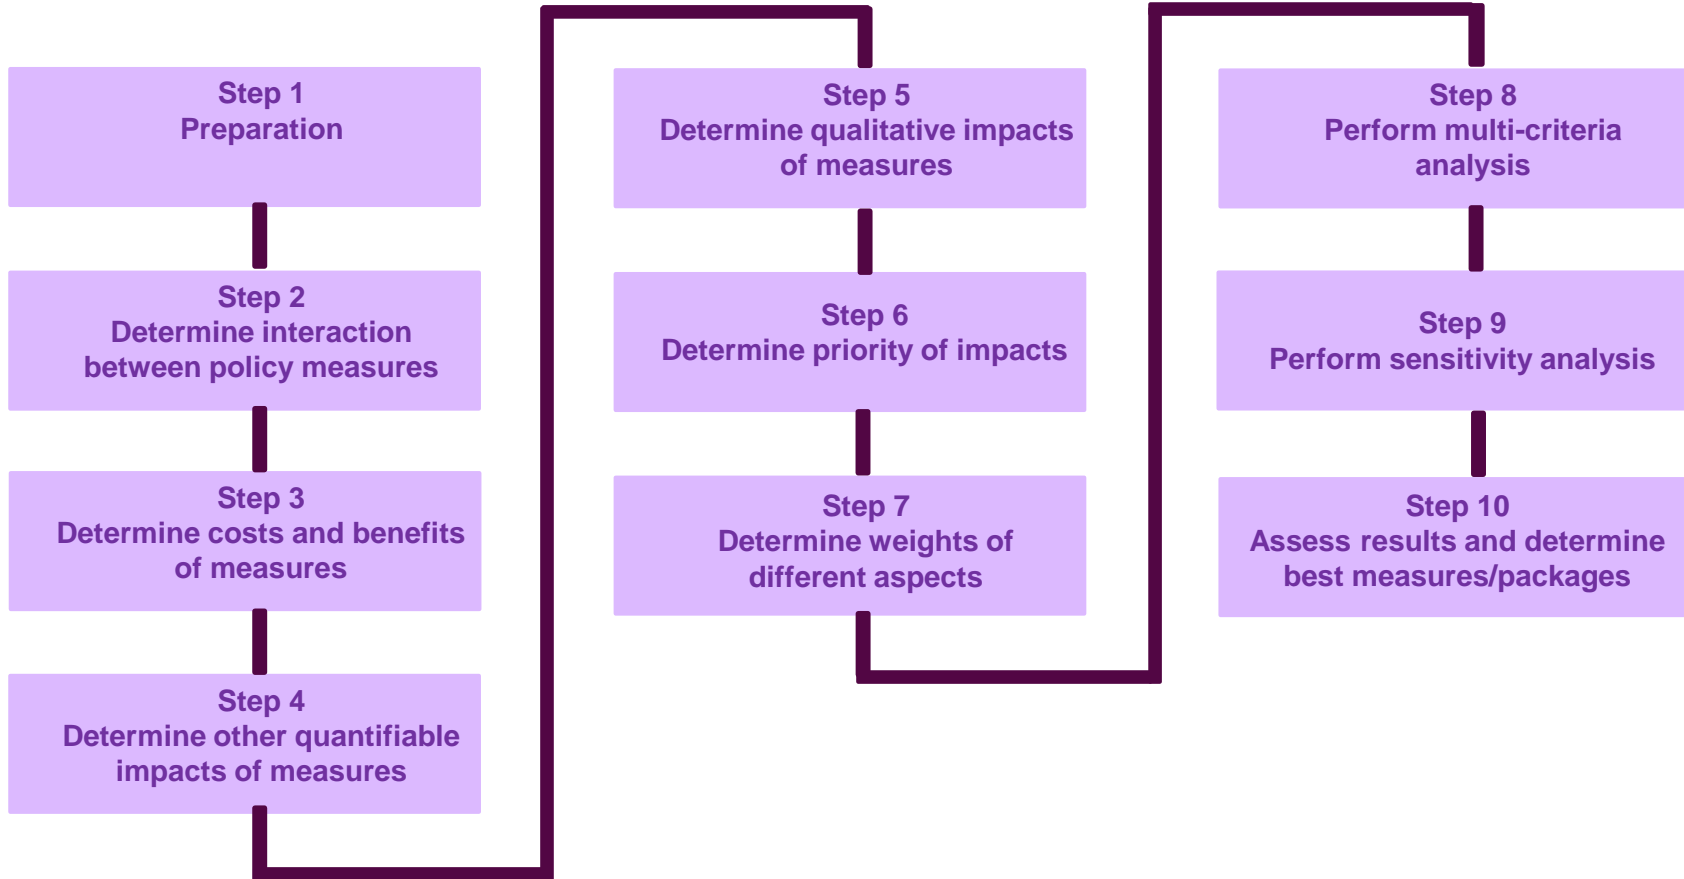 Step 1
Preparation
Step 2
Determine interaction
between policy measures
Step 3
Determine costs and benefits
of measures
Step 4
Determine other quantifiable
impacts of measures
Step 5
Determine qualitative impacts
of measures
Step 6
Determine priority of impacts
Step 7
Determine weights of
different aspects
Step 8
Perform multi-criteria
analysis
Step 9
Perform sensitivity analysis
Step 10
Assess results and determine
best measures/packages